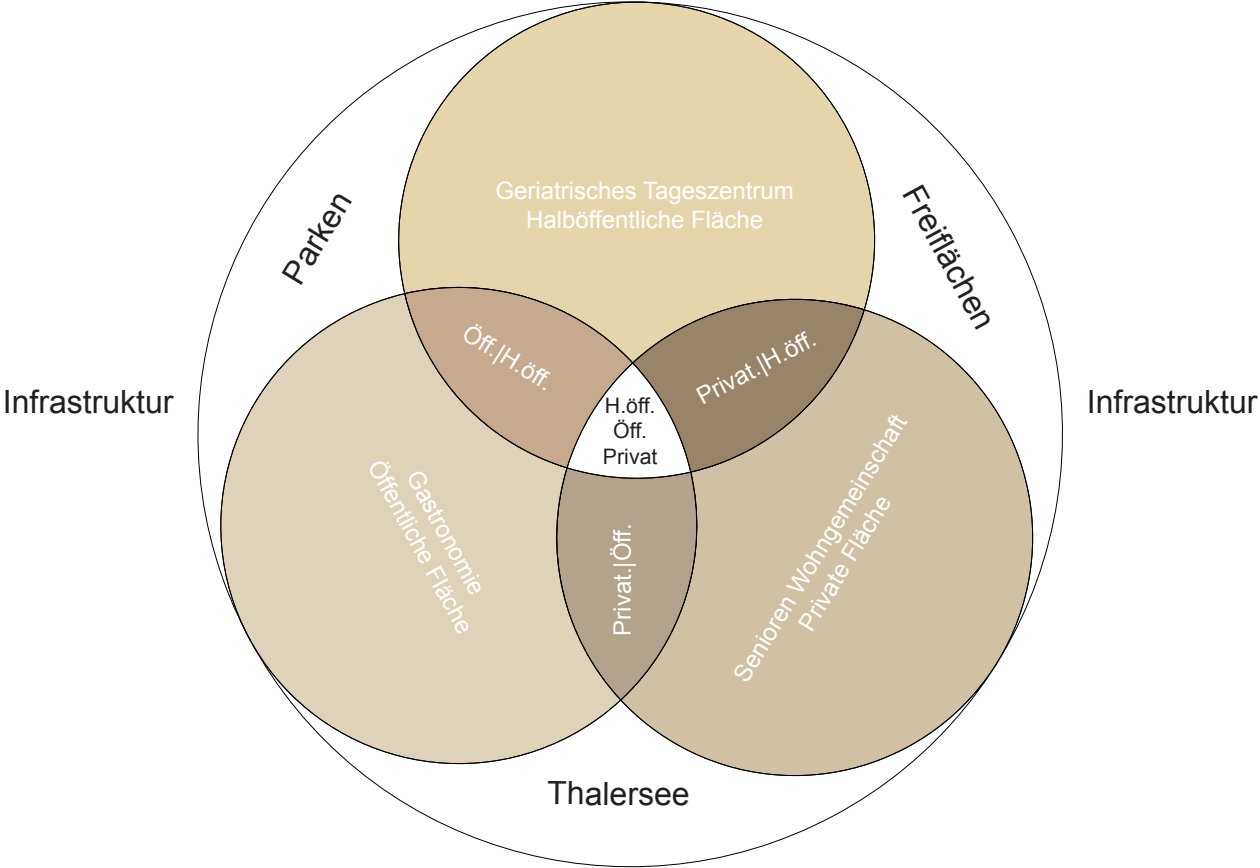 Geriatrisches Tageszentrum
Halböffentliche Fläche
Parken
Freiflächen
Öff.|H.öff.
Privat.|H.öff.
Infrastruktur
H.öff.
Öff.
Privat
Infrastruktur
Gastronomie
Öffentliche Fläche
Privat.|Öff.
Senioren Wohngemeinschaft
Private Fläche
Thalersee